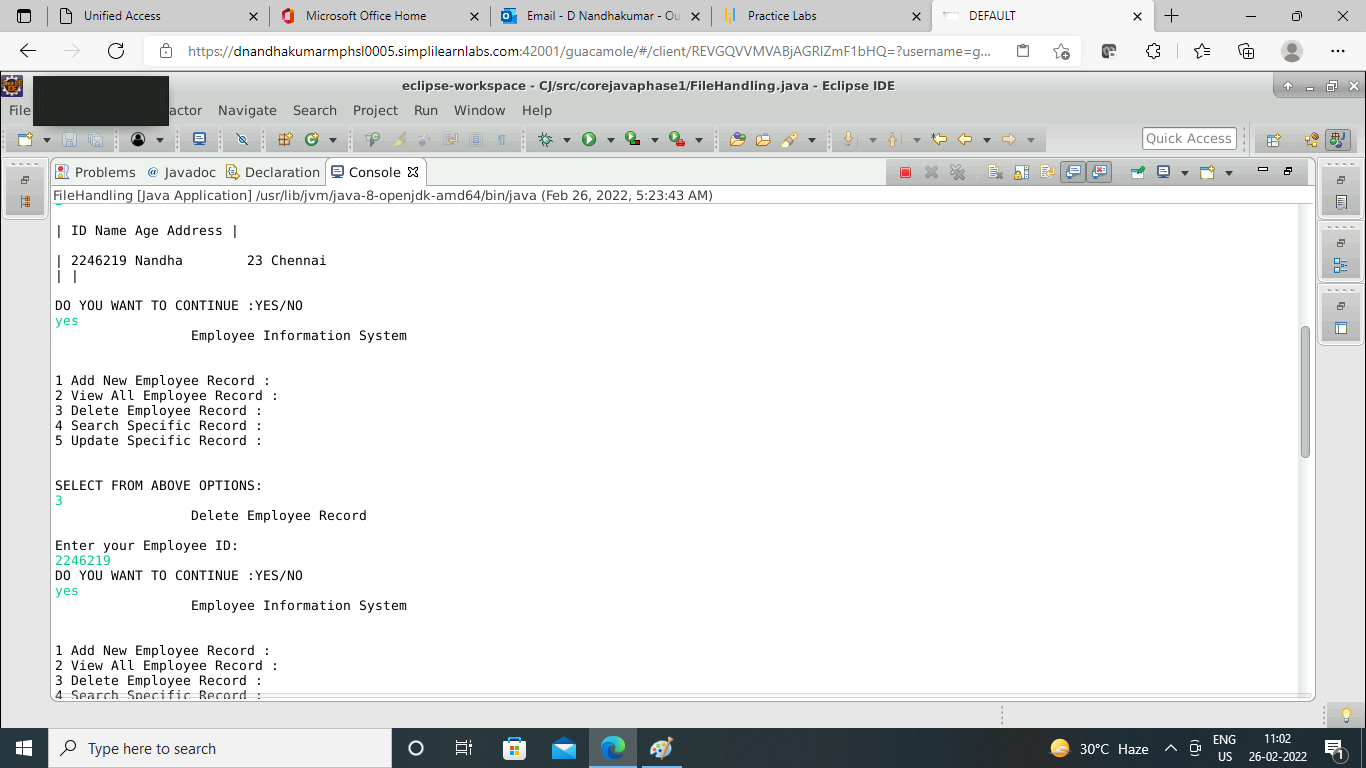 Unified Access
Microsoft Office Home
Email - D Nandhakumar - Ou
Practice Labs
DEFAULT
https://dnandhakumarmphsl0005.simplilearnlabs.com:42001/guacamole/#/client/REVGQVVMVABjAGRlZmF1bHQ=?username=g...
eclipse-workspace - CJ/src/corejavaphase1/FileHandling.java - Eclipse IDE
File actor Navigate Search Project Run Window Help
Quick Access
Problems @ Javadoc Declaration Console
FileHandling [Java Application] /usr/lib/jvm/java-8-openjdk-amd64/bin/java (Feb 26, 2022, 5:23:43 AM)
| ID Name Age Address |
| 2246219 Nandha 23 Chennai
| |
DO YOU WANT TO CONTINUE :YES/NO
yes
Employee Information System
1 Add New Employee Record :
2 View All Employee Record :
3 Delete Employee Record :
4 Search Specific Record :
5 Update Specific Record :
SELECT FROM ABOVE OPTIONS:
3
Delete Employee Record
Enter your Employee ID:
2246219
DO YOU WANT TO CONTINUE :YES/NO
yes
Employee Information System
1 Add New Employee Record :
2 View All Employee Record :
3 Delete Employee Record :
4 Search Specific Record :
Type here to search
30°C Haze
ENG
US
11:02
26-02-2022
1